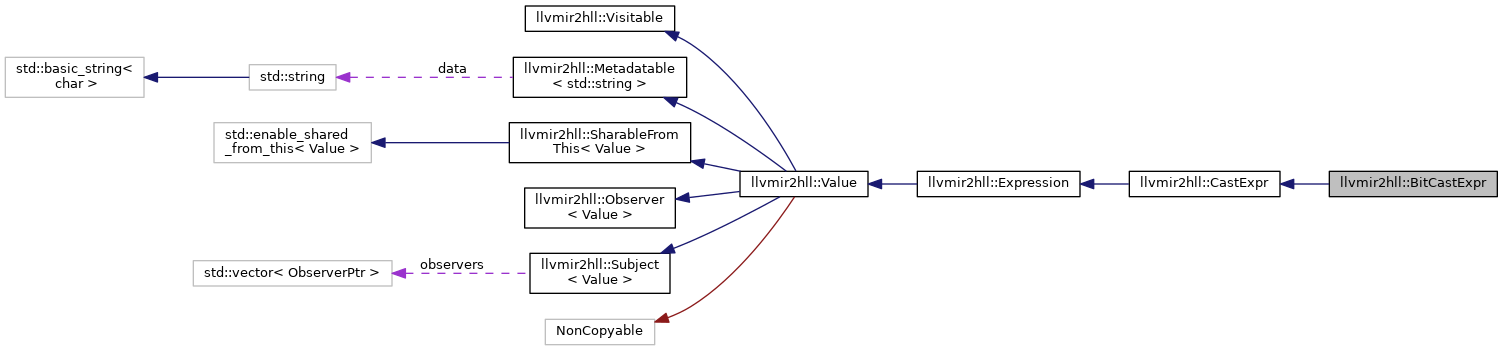 llvmir2hll::Visitable
std::basic_string<
char >
std::string
data
llvmir2hll::Metadatable
< std::string >
std::enable_shared
_from_this< Value >
llvmir2hll::SharableFrom
This< Value >
llvmir2hll::Value
llvmir2hll::Expression
llvmir2hll::CastExpr
llvmir2hll::BitCastExpr
llvmir2hll::Observer
< Value >
std::vector< ObserverPtr >
observers
llvmir2hll::Subject
< Value >
NonCopyable